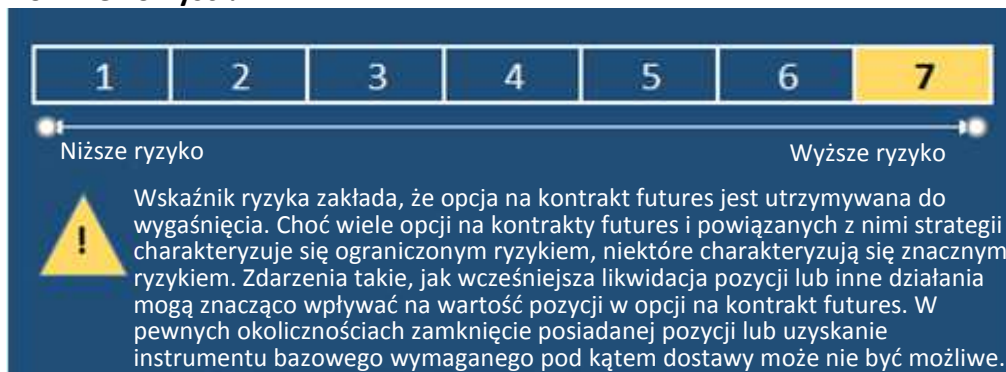 1 2 3 4 5 6 7
Niższe ryzyko Wyższe ryzyko
Wskaźnik ryzyka zakłada, że opcja na kontrakt futures jest utrzymywana do
wygaśnięcia. Choć wiele opcji na kontrakty futures i powiązanych z nimi strategii
charakteryzuje się ograniczonym ryzykiem, niektóre charakteryzują się znacznym
ryzykiem. Zdarzenia takie, jak wcześniejsza likwidacja pozycji lub inne działania
mogą znacząco wpływać na wartość pozycji w opcji na kontrakt futures. W
pewnych okolicznościach zamknięcie posiadanej pozycji lub uzyskanie
instrumentu bazowego wymaganego pod kątem dostawy może nie być możliwe.